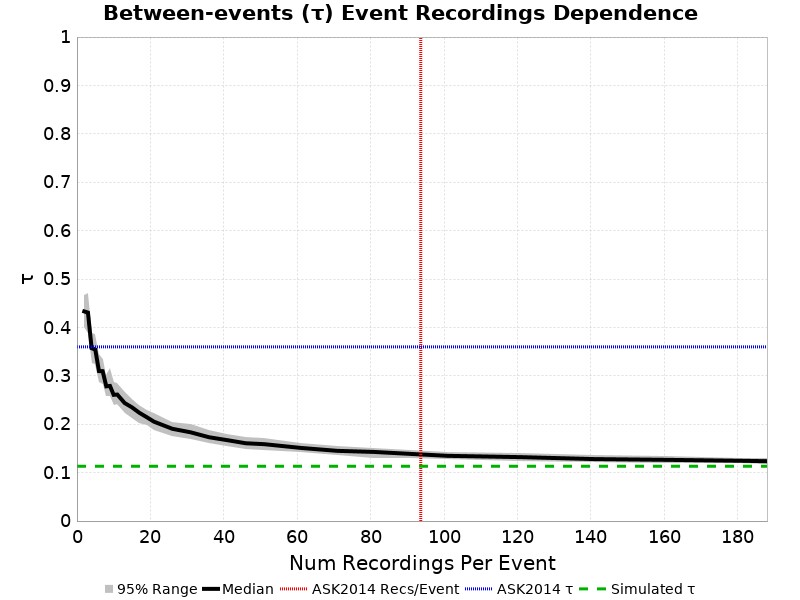 Between-events (τ) Event Recordings Dependence
1
0.9
0.8
0.7
0.6
0.5
0.4
0.3
0.2
0.1
0
τ
0 20 40 60 80 100 120 140 160 180
Num Recordings Per Event
95% Range Median ASK2014 Recs/Event ASK2014 τ Simulated τ